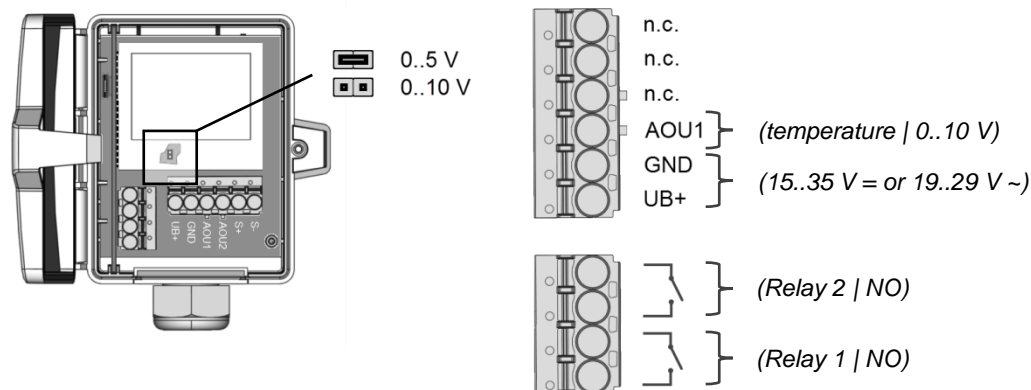 0..5 V
0..10 V
UB+
GND
AOU1
AOU2
S+
S-
n.c.
n.c.
n.c.
AOU1 (temperature | 0..10 V)
GND
UB+
(15..35 V = or 19..29 V ~)
(Relay 2 | NO)
(Relay 1 | NO)